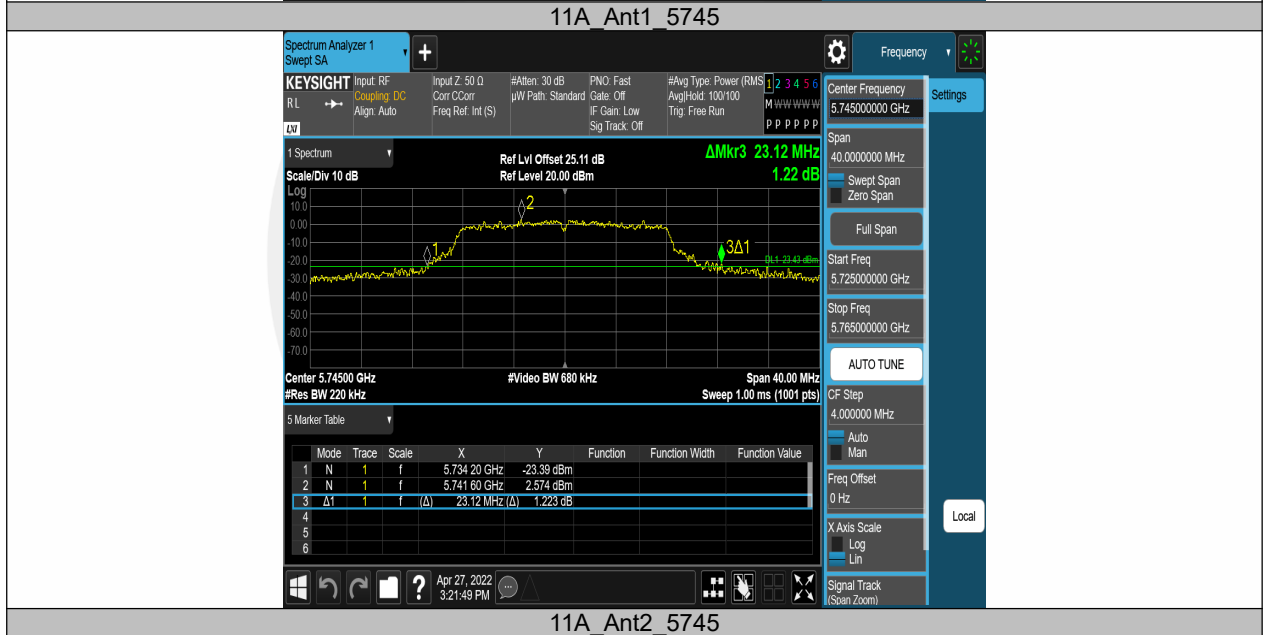 11A_Ant1_5745
Spectrum Analyzer 1
Swept SA
+
Frequency
KEYSIGHT
RL
LXI
Input: RF
Coupling: DC
Align: Auto
Input Z: 50 Ω
Corr CCorr
Freq Ref: Int (S)
#Atten: 30 dB
µW Path: Standard
PNO: Fast
Gate: Off
IF Gain: Low
Sig Track: Off
#Avg Type: Power (RMS
Avg|Hold: 100/100
Trig: Free Run
1 2 3 4 5 6
M W W W W W
P P P P P P
1 Spectrum
Scale/Div 10 dB
Ref Lvl Offset 25.11 dB
Ref Level 20.00 dBm
ΔMkr3 23.12 MHz
1.22 dB
Log
10.0
0.00
-10.0
-20.0
-30.0
-40.0
-50.0
-60.0
-70.0
1
2
3Δ1
DL1 -23.43 dBm
Center 5.74500 GHz
#Video BW 680 kHz
Span 40.00 MHz
#Res BW 220 kHz
Sweep 1.00 ms (1001 pts)
5 Marker Table
Mode Trace Scale X Y Function Function Width Function Value
1 N 1 f 5.734 20 GHz -23.39 dBm
2 N 1 f 5.741 60 GHz 2.574 dBm
3 Δ1 1 f (Δ) 23.12 MHz (Δ) 1.223 dB
4
5
6
?
Apr 27, 2022
3:21:49 PM
Center Frequency
5.745000000 GHz
Span
40.0000000 MHz
Swept Span
Zero Span
Full Span
Start Freq
5.725000000 GHz
Stop Freq
5.765000000 GHz
AUTO TUNE
CF Step
4.000000 MHz
Auto
Man
Freq Offset
0 Hz
X Axis Scale
Log
Lin
Signal Track
(Span Zoom)
Settings
Local
11A_Ant2_5745